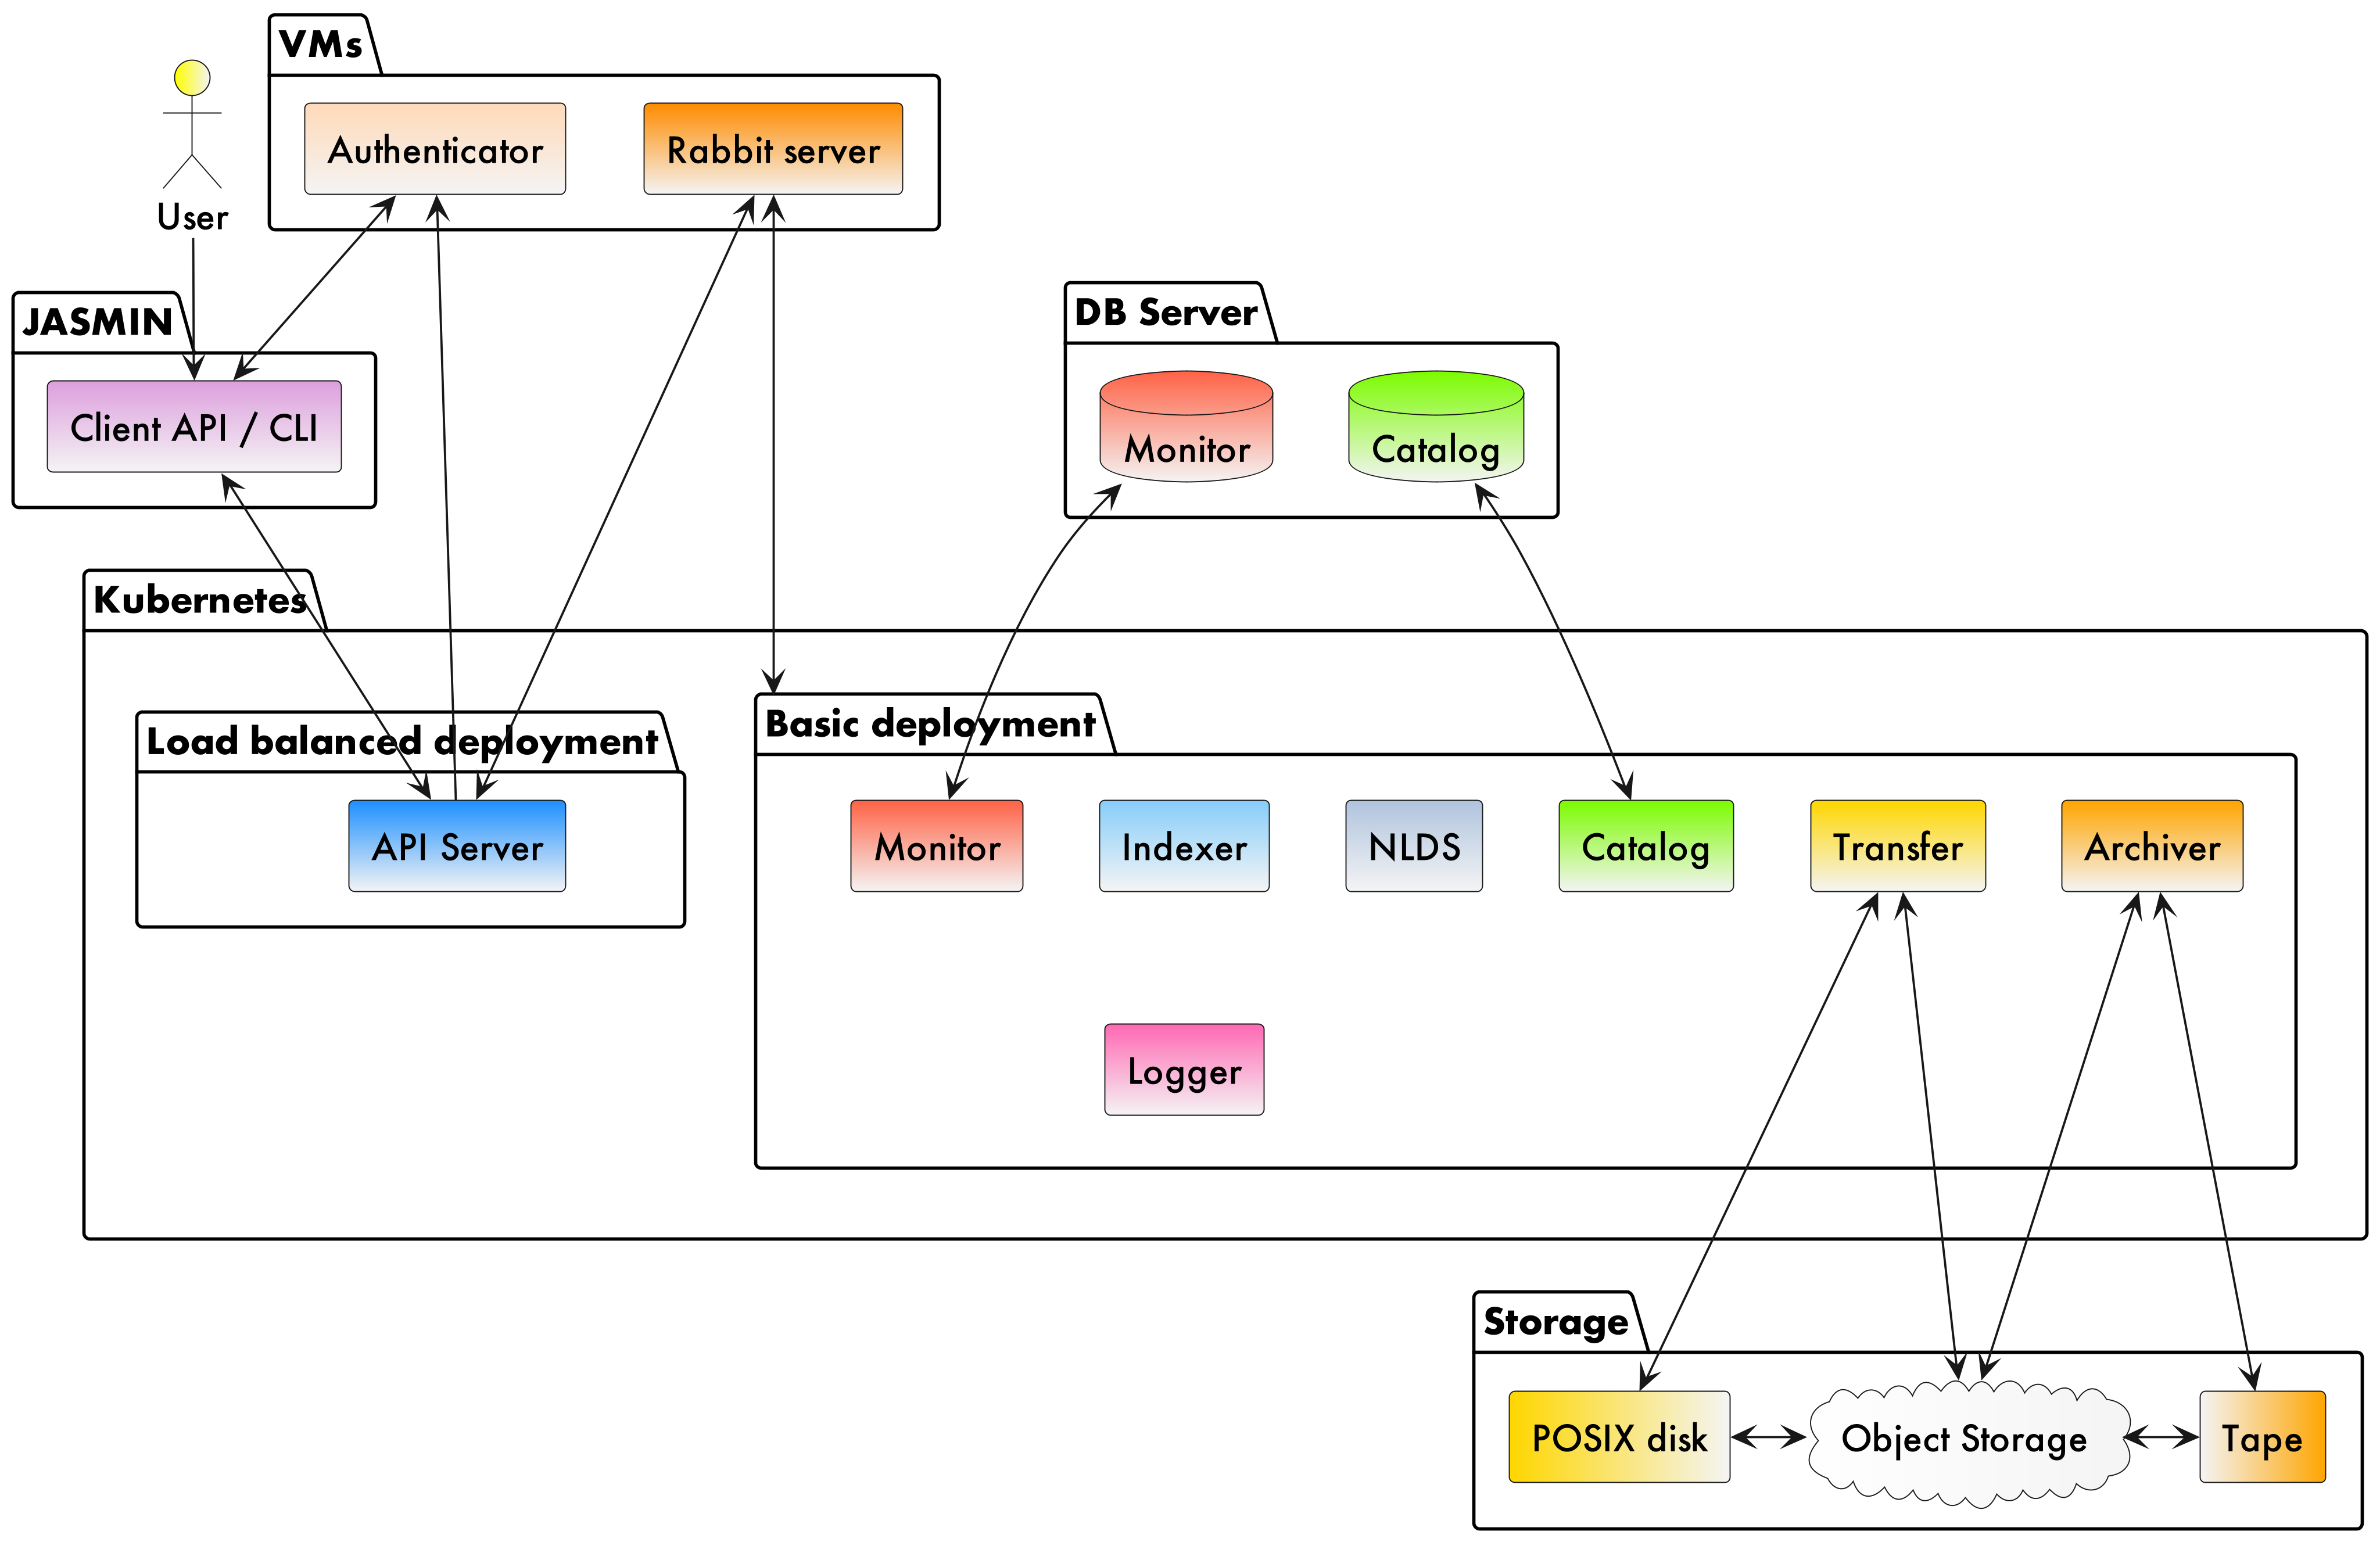 VMs
Authenticator
Rabbit server
User
JASMIN
Client API / CLI
DB Server
Monitor
Catalog
Kubernetes
Load balanced deployment
API Server
Basic deployment
Monitor
Indexer
NLDS
Catalog
Transfer
Archiver
Logger
Storage
POSIX disk
Object Storage
Tape